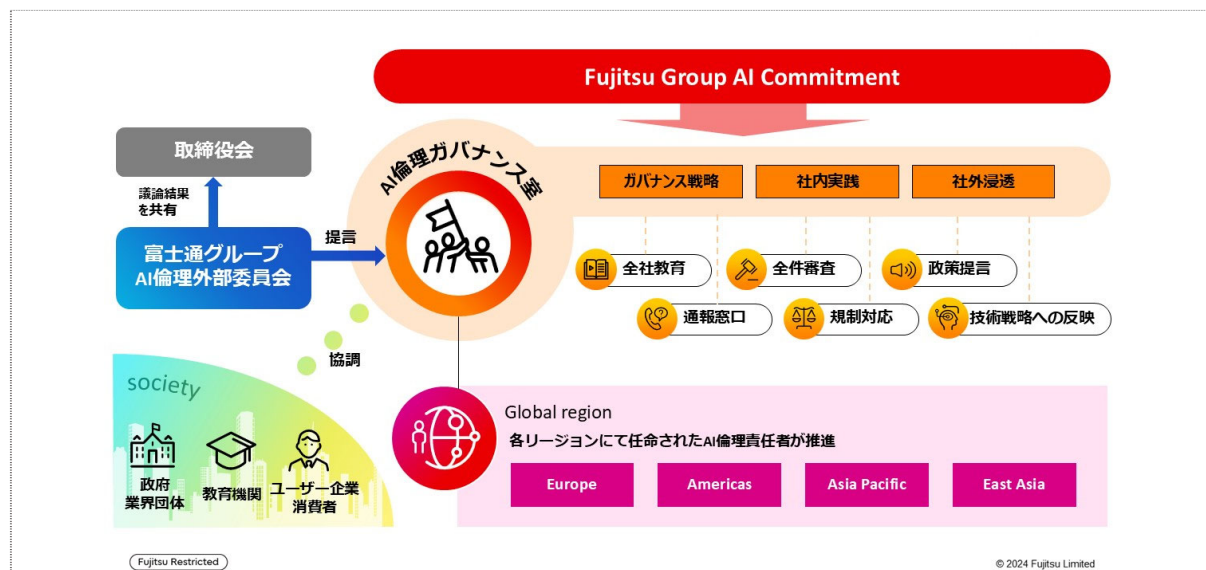 Fujitsu Group AI Commitment
取締役会
議論結果
を共有
富士通グループ
AI倫理外部委員会
提言
AI倫理ガバナンス室
ガバナンス戦略
社内実践
社外浸透
全社教育
全件審査
政策提言
通報窓口
規制対応
技術戦略への反映
協調
society
政府
業界団体
教育機関
ユーザー企業
消費者
Global region
各リージョンにて任命されたAI倫理責任者が推進
Europe
Americas
Asia Pacific
East Asia
Fujitsu Restricted
© 2024 Fujitsu Limited